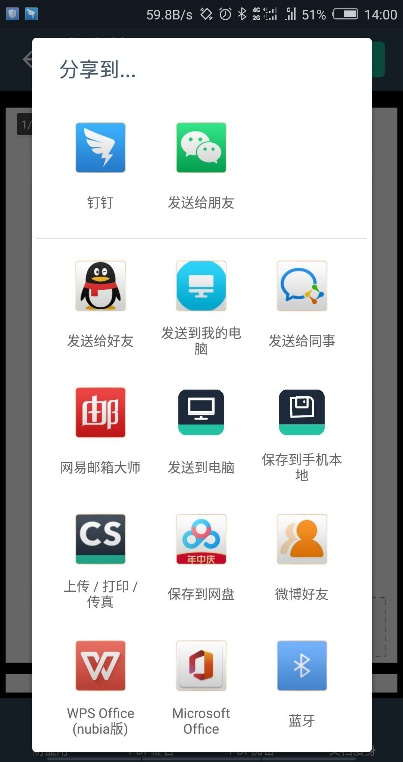 59.8B/s 51% 14:00
分享到...
1/
钉钉
发送给朋友
发送给好友
发送到我的电
脑
发送给同事
邮
网易邮箱大师
发送到电脑
保存到手机本
地
CS
上传 / 打印 /
传真
年中庆
保存到网盘
微博好友
WPS Office
(nubia版)
Microsoft
Office
蓝牙